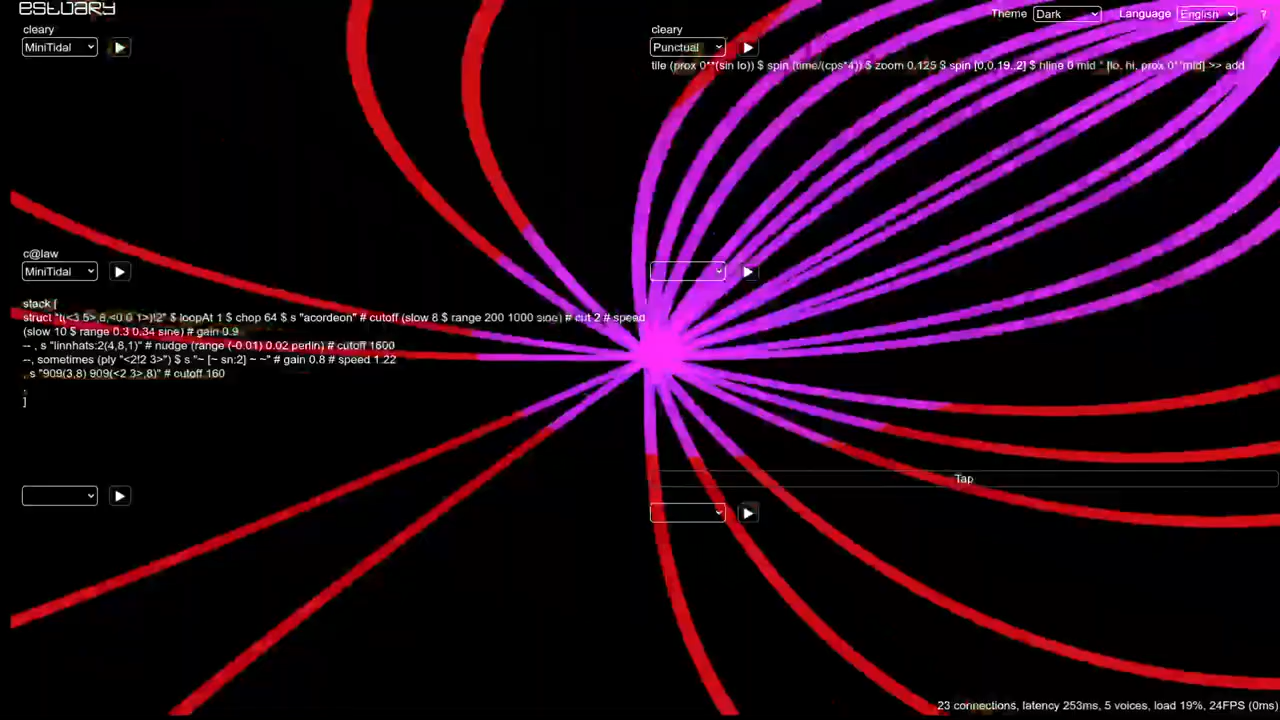 estuary
Theme Dark Language English ?
cleary
MiniTidal
cleary
Punctual
tile (prox 0**(sin lo)) $ spin (time/(cps*4)) $ zoom 0.125 $ spin [0,0.19..2] $ hline 0 mid * [lo, hi, prox 0**mid] >> add
c@law
MiniTidal
stack [
struct "t(<3 5>,8,<0 0 1>)!2" $ loopAt 1 $ chop 64 $ s "acordeon" # cutoff (slow 8 $ range 200 1000 sine) # cut 2 # speed
(slow 10 $ range 0.3 0.34 sine) # gain 0.9
-- , s "linnhats:2(4,8,1)" # nudge (range (-0.01) 0.02 perlin) # cutoff 1600
--, sometimes (ply "<2!2 3>") $ s "~ [~ sn:2] ~ ~" # gain 0.8 # speed 1.22
, s "909(3,8) 909(<2 3>,8)" # cutoff 160
]
Tap
23 connections, latency 253ms, 5 voices, load 19%, 24FPS (0ms)